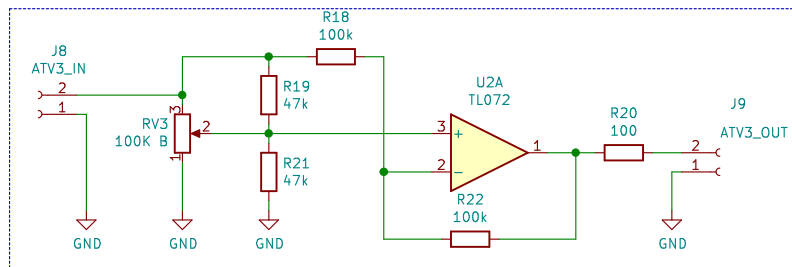 R18
100k
J8
ATV3_IN
2
1
3
RV3
100K B
2
1
R19
47k
R21
47k
U2A
TL072
3
+
2
−
1
R22
100k
R20
100
J9
ATV3_OUT
2
1
GND
GND
GND
GND